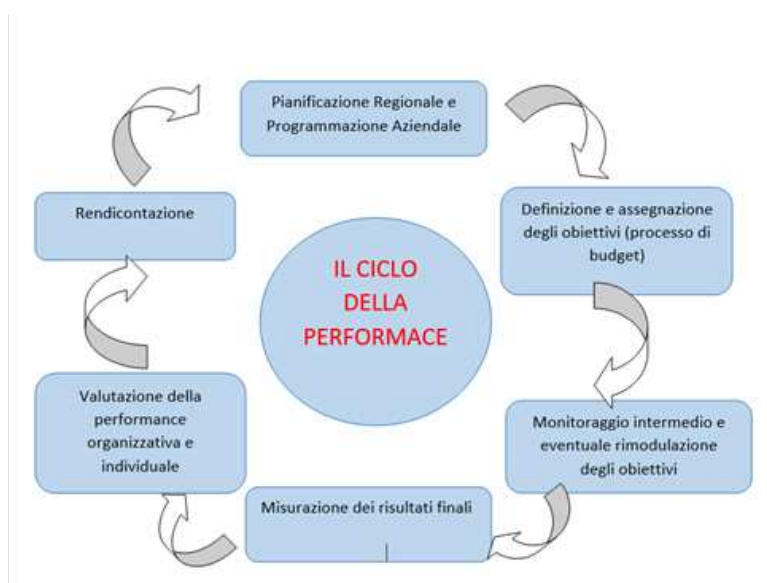 Pianificazione Regionale e
Programmazione Aziendale
Definizione e assegnazione
degli obiettivi (processo di
budget)
Monitoraggio intermedio e
eventuale rimodulazione
degli obiettivi
Misurazione dei risultati finali
Valutazione della
performance
organizzativa e
individuale
Rendicontazione
IL CICLO
DELLA
PERFORMACE